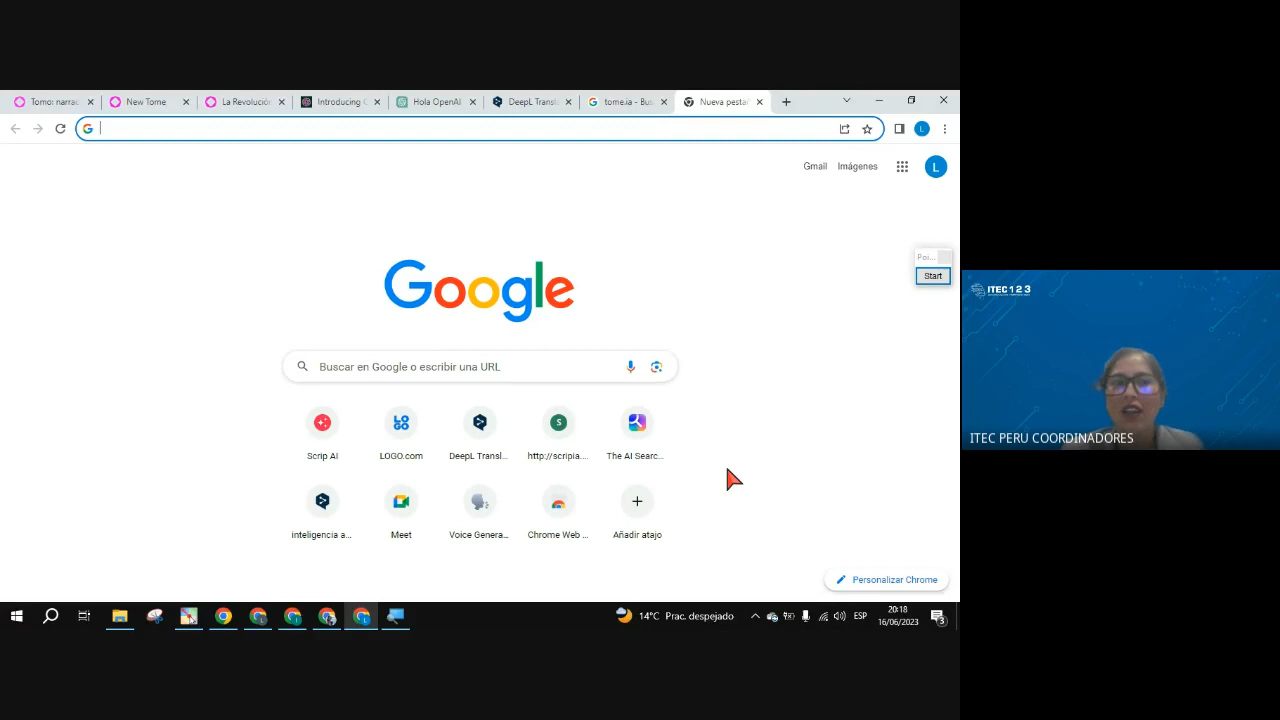 Tomo: narrac
New Tome
La Revolución
Introducing C
Hola OpenAI
DeepL Transl
tome.ia - Bus
Nueva pestañ
Gmail
Imágenes
L
Poi...
Start
Google
Buscar en Google o escribir una URL
Scrip AI
LOGO.com
DeepL Transl...
http://scripia....
The AI Searc...
inteligencia a...
Meet
Voice Genera...
Chrome Web ...
Añadir atajo
Personalizar Chrome
14°C Prac. despejado
ESP
20:18
16/06/2023
3
ITEC 1 2 3
ITEC PERU COORDINADORES